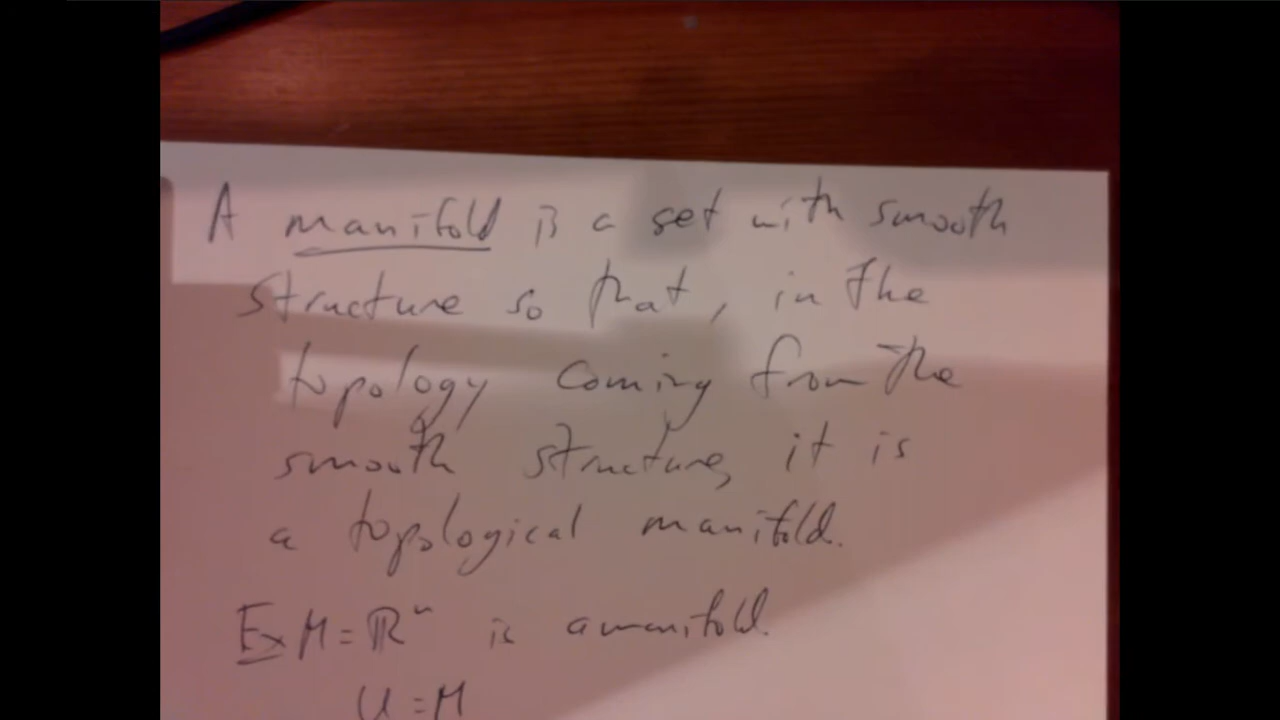 A manifold is a set with smooth
structure so that, in the
topology coming from the
smooth structure, it is
a topological manifold.
Ex M = ℝⁿ is a manifold.
U = M